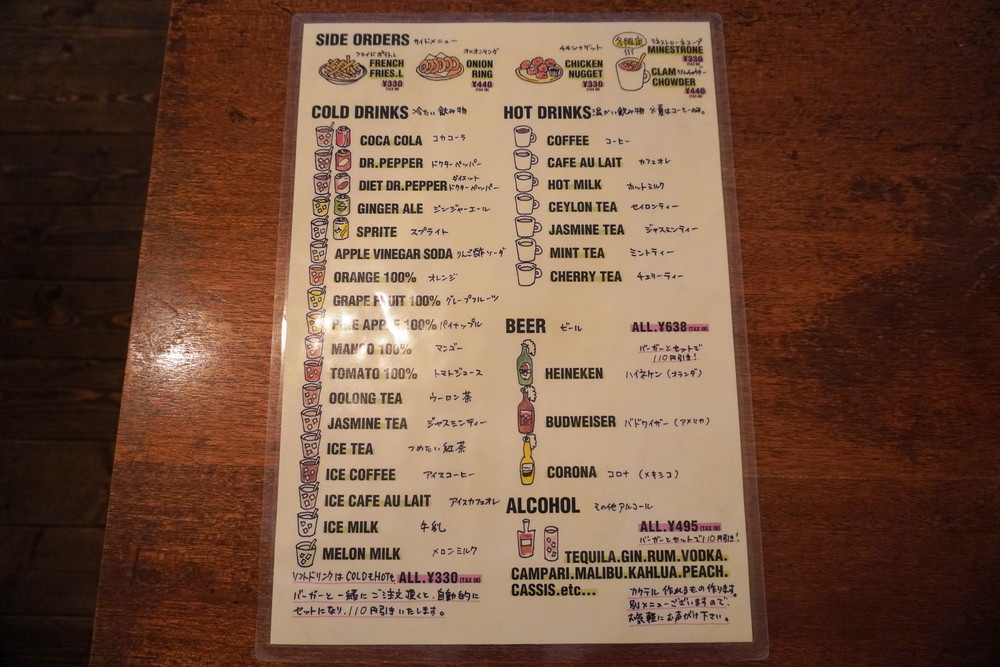 SIDE ORDERS サイドメニュー
フライドポテトL
FRENCH
FRIES.L
¥330
(TAX IN)
オニオンリング
ONION
RING
¥440
(TAX IN)
チキンナゲット
CHICKEN
NUGGET
¥330
(TAX IN)
冬限定
ミネストローネスープ
MINESTRONE
¥330
(TAX IN)
CLAM クラムチャウダー
CHOWDER
¥440
(TAX IN)
COLD DRINKS 冷たい飲み物
COCA COLA コカコーラ
DR.PEPPER ドクターペッパー
DIET DR.PEPPER ダイエットドクターペッパー
GINGER ALE ジンジャーエール
SPRITE スプライト
APPLE VINEGAR SODA りんご酢ソーダ
ORANGE 100% オレンジ
GRAPE FRUIT 100% グレープフルーツ
PINE APPLE 100% パイナップル
MANGO 100% マンゴー
TOMATO 100% トマトジュース
OOLONG TEA ウーロン茶
JASMINE TEA ジャスミンティー
ICE TEA つめたい紅茶
ICE COFFEE アイスコーヒー
ICE CAFE AU LAIT アイスカフェオレ
ICE MILK 牛乳
MELON MILK メロンミルク
ソフトドリンクはCOLDもHOTも ALL.¥330 (TAX IN)
バーガーと一緒にご注文頂くと、自動的に
セットになり、110円引きいたします。
HOT DRINKS 温かい飲み物 ※夏はコーヒーのみ。
COFFEE コーヒー
CAFE AU LAIT カフェオレ
HOT MILK ホットミルク
CEYLON TEA セイロンティー
JASMINE TEA ジャスミンティー
MINT TEA ミントティー
CHERRY TEA チェリーティー
BEER ビール ALL.¥638 (TAX IN)
バーガーとセットで
110円引き!
HEINEKEN ハイネケン (オランダ)
BUDWEISER バドワイザー (アメリカ)
CORONA コロナ (メキシコ)
ALCOHOL その他アルコール
ALL.¥495 (TAX IN)
バーガーとセットで110円引き!
TEQUILA.GIN.RUM.VODKA.
CAMPARI.MALIBU.KAHLUA.PEACH.
CASSIS.etc...
カクテル作れるもの作ります。
別メニューございますので、
お気軽にお声がけ下さい。